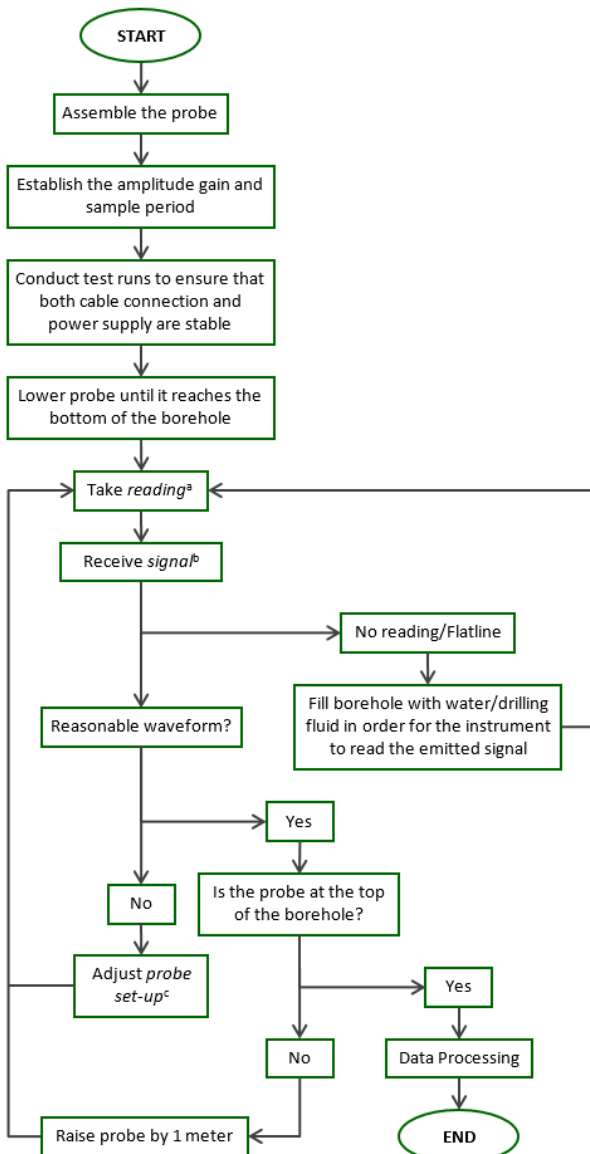 START
Assemble the probe
Establish the amplitude gain and
sample period
Conduct test runs to ensure that
both cable connection and
power supply are stable
Lower probe until it reaches the
bottom of the borehole
Take readingᵃ
Receive signalᵇ
No reading/Flatline
Fill borehole with water/drilling
fluid in order for the instrument
to read the emitted signal
Reasonable waveform?
Yes
Is the probe at the top
of the borehole?
No
Adjust probe
set-upᶜ
Yes
No
Data Processing
Raise probe by 1 meter
END